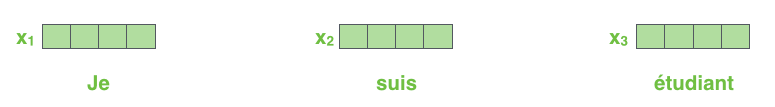 x₁ x₂ x₃
Je suis étudiant